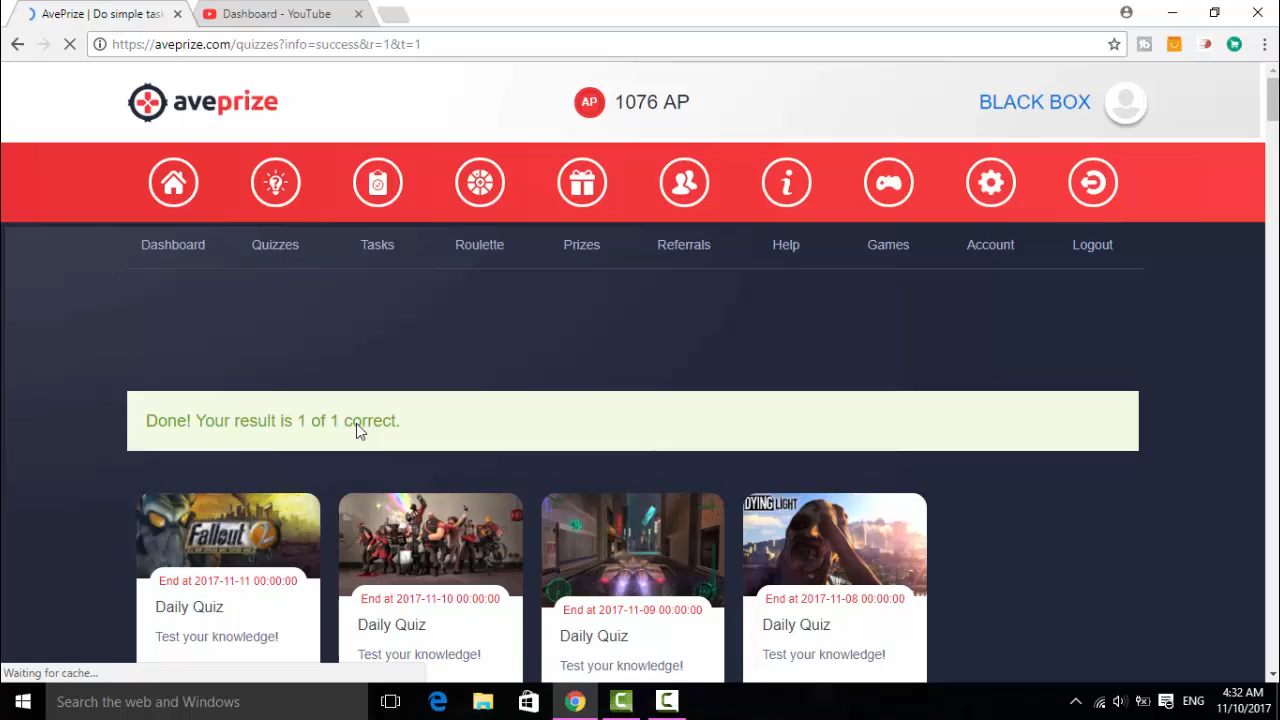 AvePrize | Do simple task
Dashboard - YouTube
https://aveprize.com/quizzes?info=success&r=1&t=1
aveprize
AP
1076 AP
BLACK BOX
Dashboard
Quizzes
Tasks
Roulette
Prizes
Referrals
Help
Games
Account
Logout
Done! Your result is 1 of 1 correct.
Fallout 2
End at 2017-11-11 00:00:00
Daily Quiz
Test your knowledge!
End at 2017-11-10 00:00:00
Daily Quiz
Test your knowledge!
End at 2017-11-09 00:00:00
Daily Quiz
Test your knowledge!
DYING LIGHT
End at 2017-11-08 00:00:00
Daily Quiz
Test your knowledge!
Waiting for cache...
Search the web and Windows
ENG
4:32 AM
11/10/2017